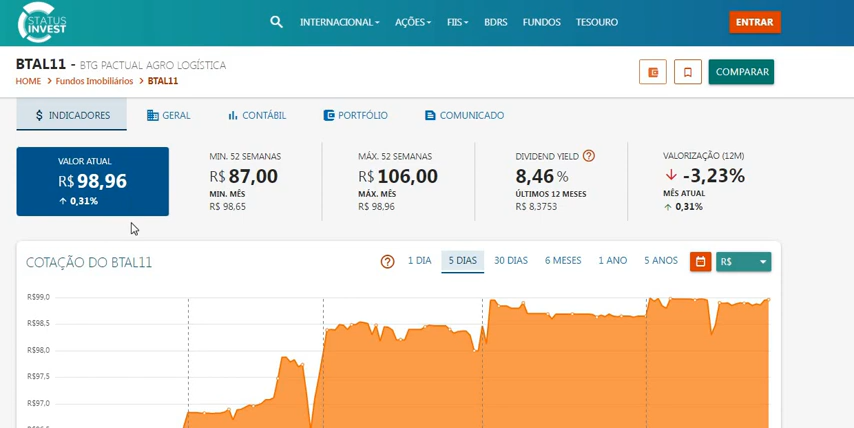 STATUS
INVEST
INTERNACIONAL
AÇÕES
FIIS
BDRS
FUNDOS
TESOURO
ENTRAR
BTAL11 - BTG PACTUAL AGRO LOGÍSTICA
HOME > Fundos Imobiliários > BTAL11
COMPARAR
INDICADORES
GERAL
CONTÁBIL
PORTFÓLIO
COMUNICADO
VALOR ATUAL
R$ 98,96
0,31%
MIN. 52 SEMANAS
R$ 87,00
MIN. MÊS
R$ 98,65
MÁX. 52 SEMANAS
R$ 106,00
MÁX. MÊS
R$ 98,96
DIVIDEND YIELD
8,46 %
ÚLTIMOS 12 MESES
R$ 8,3753
VALORIZAÇÃO (12M)
-3,23%
MÊS ATUAL
0,31%
COTAÇÃO DO BTAL11
1 DIA
5 DIAS
30 DIAS
6 MESES
1 ANO
5 ANOS
R$
R$99.0
R$98.5
R$98.0
R$97.5
R$97.0